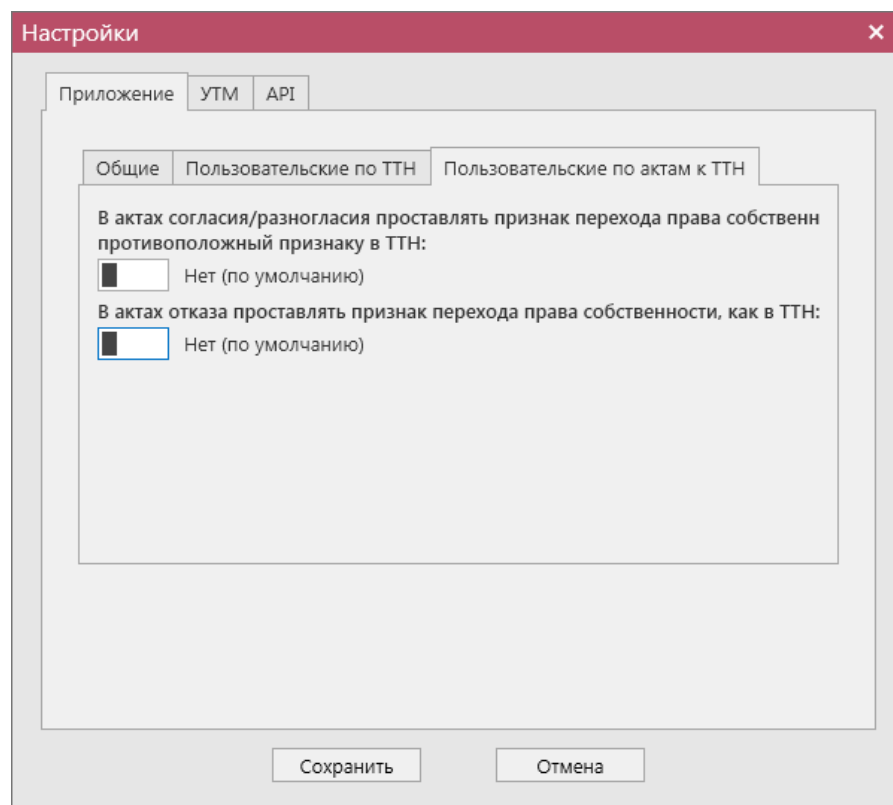 Настройки
Приложение УТМ API
Общие Пользовательские по ТТН Пользовательские по актам к ТТН
В актах согласия/разногласия проставлять признак перехода права собственн
противоположный признаку в ТТН:
Нет (по умолчанию)
В актах отказа проставлять признак перехода права собственности, как в ТТН:
Нет (по умолчанию)
Сохранить Отмена